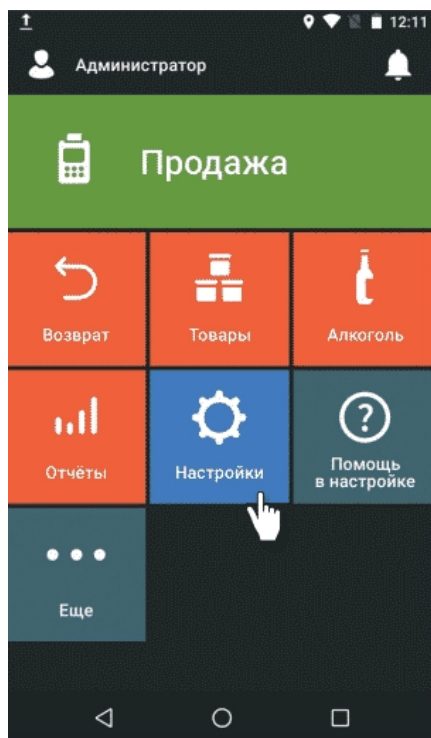 12:11
Администратор
Продажа
Возврат
Товары
Алкоголь
Отчёты
Настройки
Помощь
в настройке
Еще